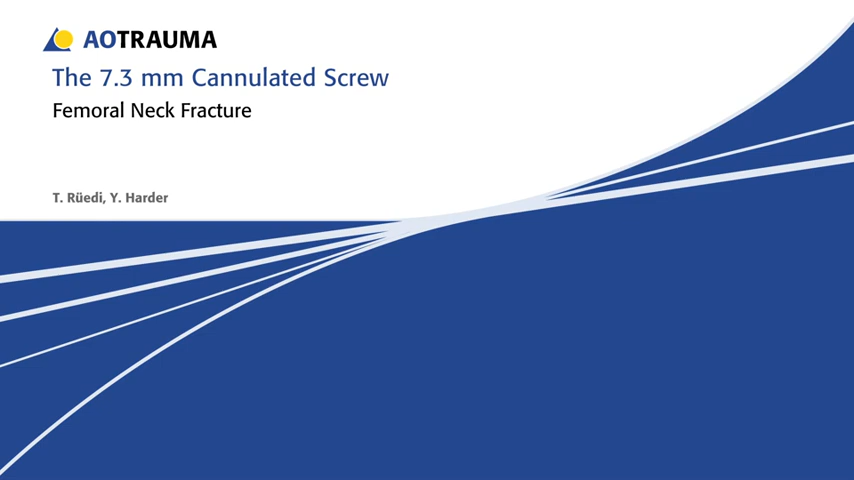 AOTRAUMA
The 7.3 mm Cannulated Screw
Femoral Neck Fracture
T. Rüedi, Y. Harder